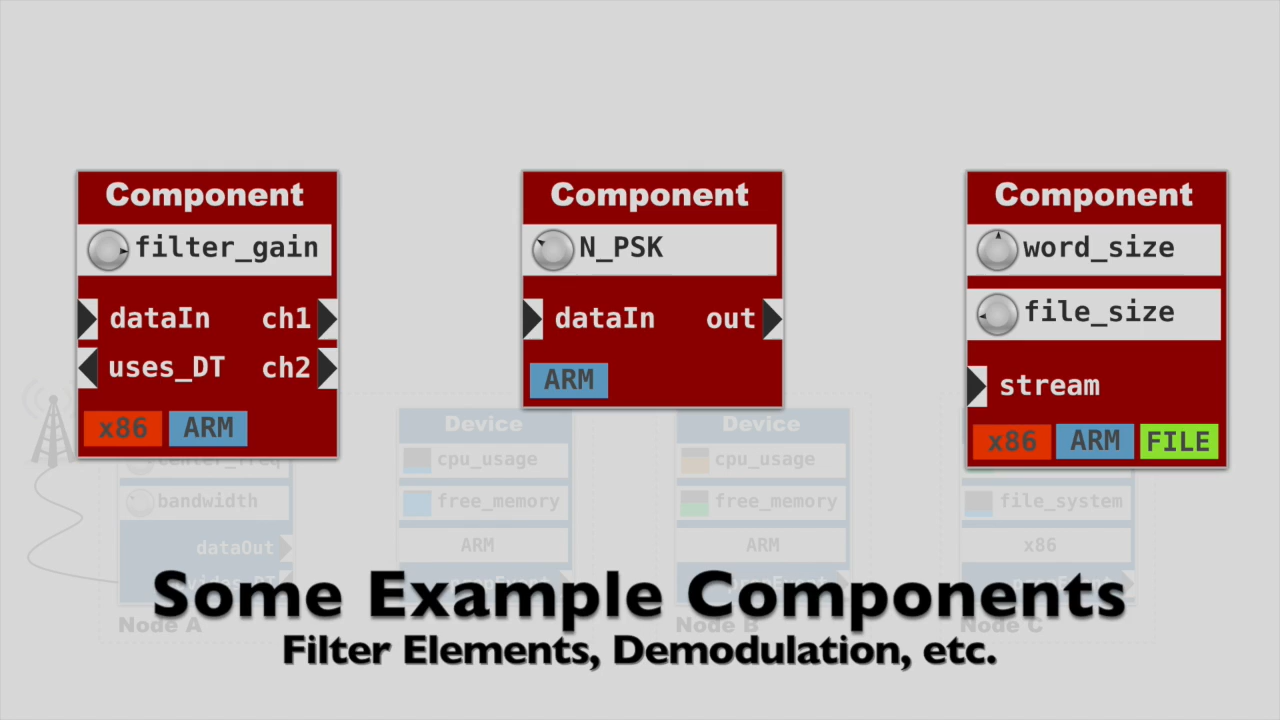 Component
filter_gain
dataIn ch1
uses_DT ch2
x86 ARM
Component
N_PSK
dataIn out
ARM
Component
word_size
file_size
stream
x86 ARM FILE
center_freq
bandwidth
dataOut
Node A
Device
cpu_usage
free_memory
ARM
Device
cpu_usage
free_memory
ARM
Node B
file_system
x86
Node C
Some Example Components
Filter Elements, Demodulation, etc.